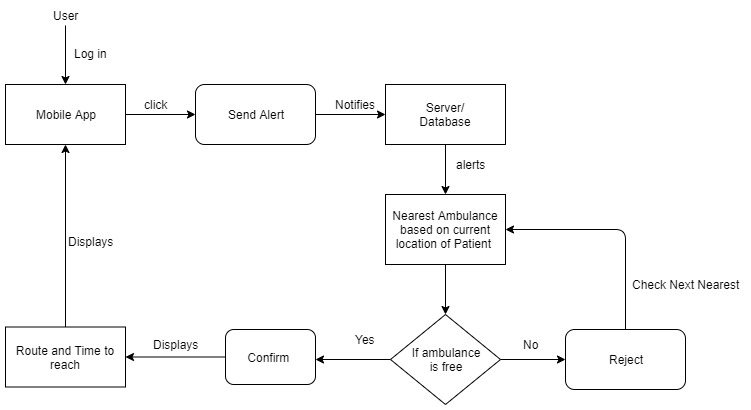 User
Log in
Mobile App
click
Send Alert
Notifies
Server/
Database
alerts
Nearest Ambulance
based on current
location of Patient
Displays
Check Next Nearest
Route and Time to
reach
Displays
Confirm
Yes
If ambulance
is free
No
Reject